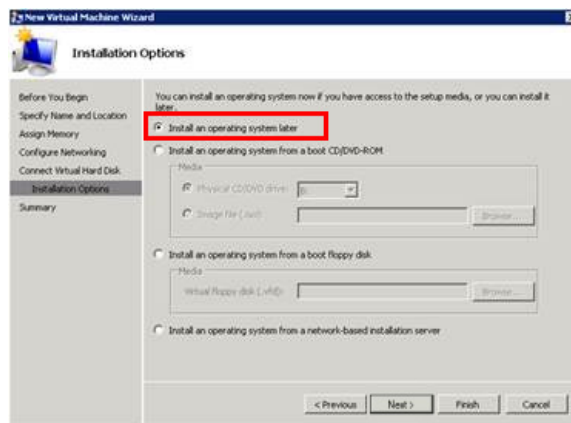 New Virtual Machine Wizard
Installation Options
Before You Begin
Specify Name and Location
Assign Memory
Configure Networking
Connect Virtual Hard Disk
Installation Options
Summary
You can install an operating system now if you have access to the setup media, or you can install it
later.
Install an operating system later
Install an operating system from a boot CD/DVD-ROM
Media
Physical CD/DVD drive:
Image file (.iso):
Browse...
Install an operating system from a boot floppy disk
Media
Virtual floppy disk (.vfd):
Browse...
Install an operating system from a network-based installation server
< Previous
Next >
Finish
Cancel